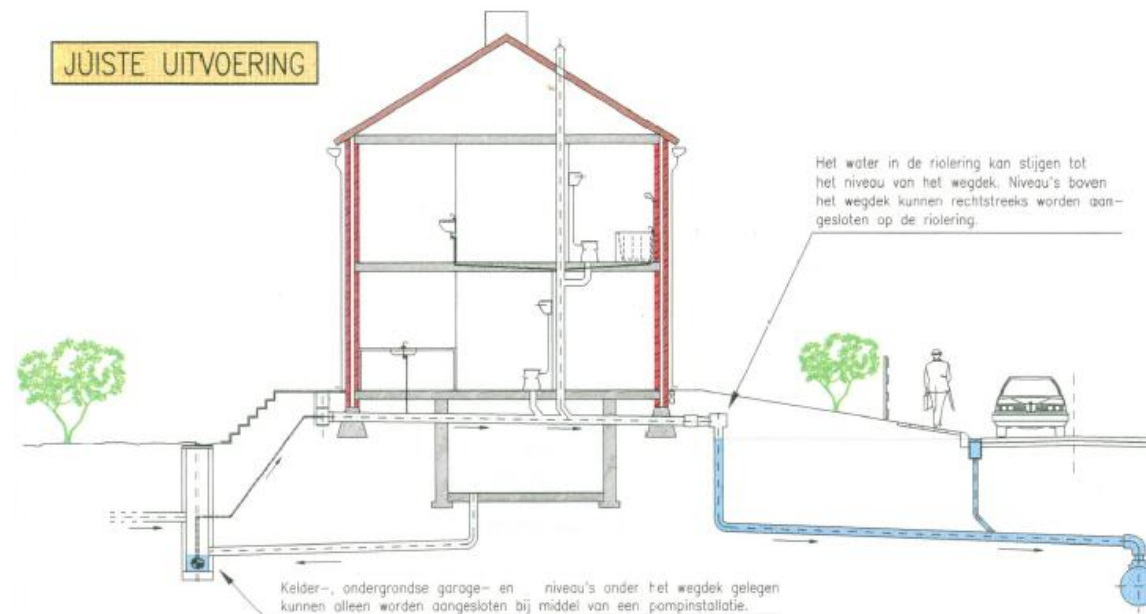 JUISTE UITVOERING
Het water in de riolering kan stijgen tot
het niveau van het wegdek. Niveau's boven
het wegdek kunnen rechtstreeks worden aan-
gesloten op de riolering.
Kelder-, ondergrondse garage- en niveau's onder het wegdek gelegen
kunnen alleen worden aangesloten bij middel van een pompinstallatie.